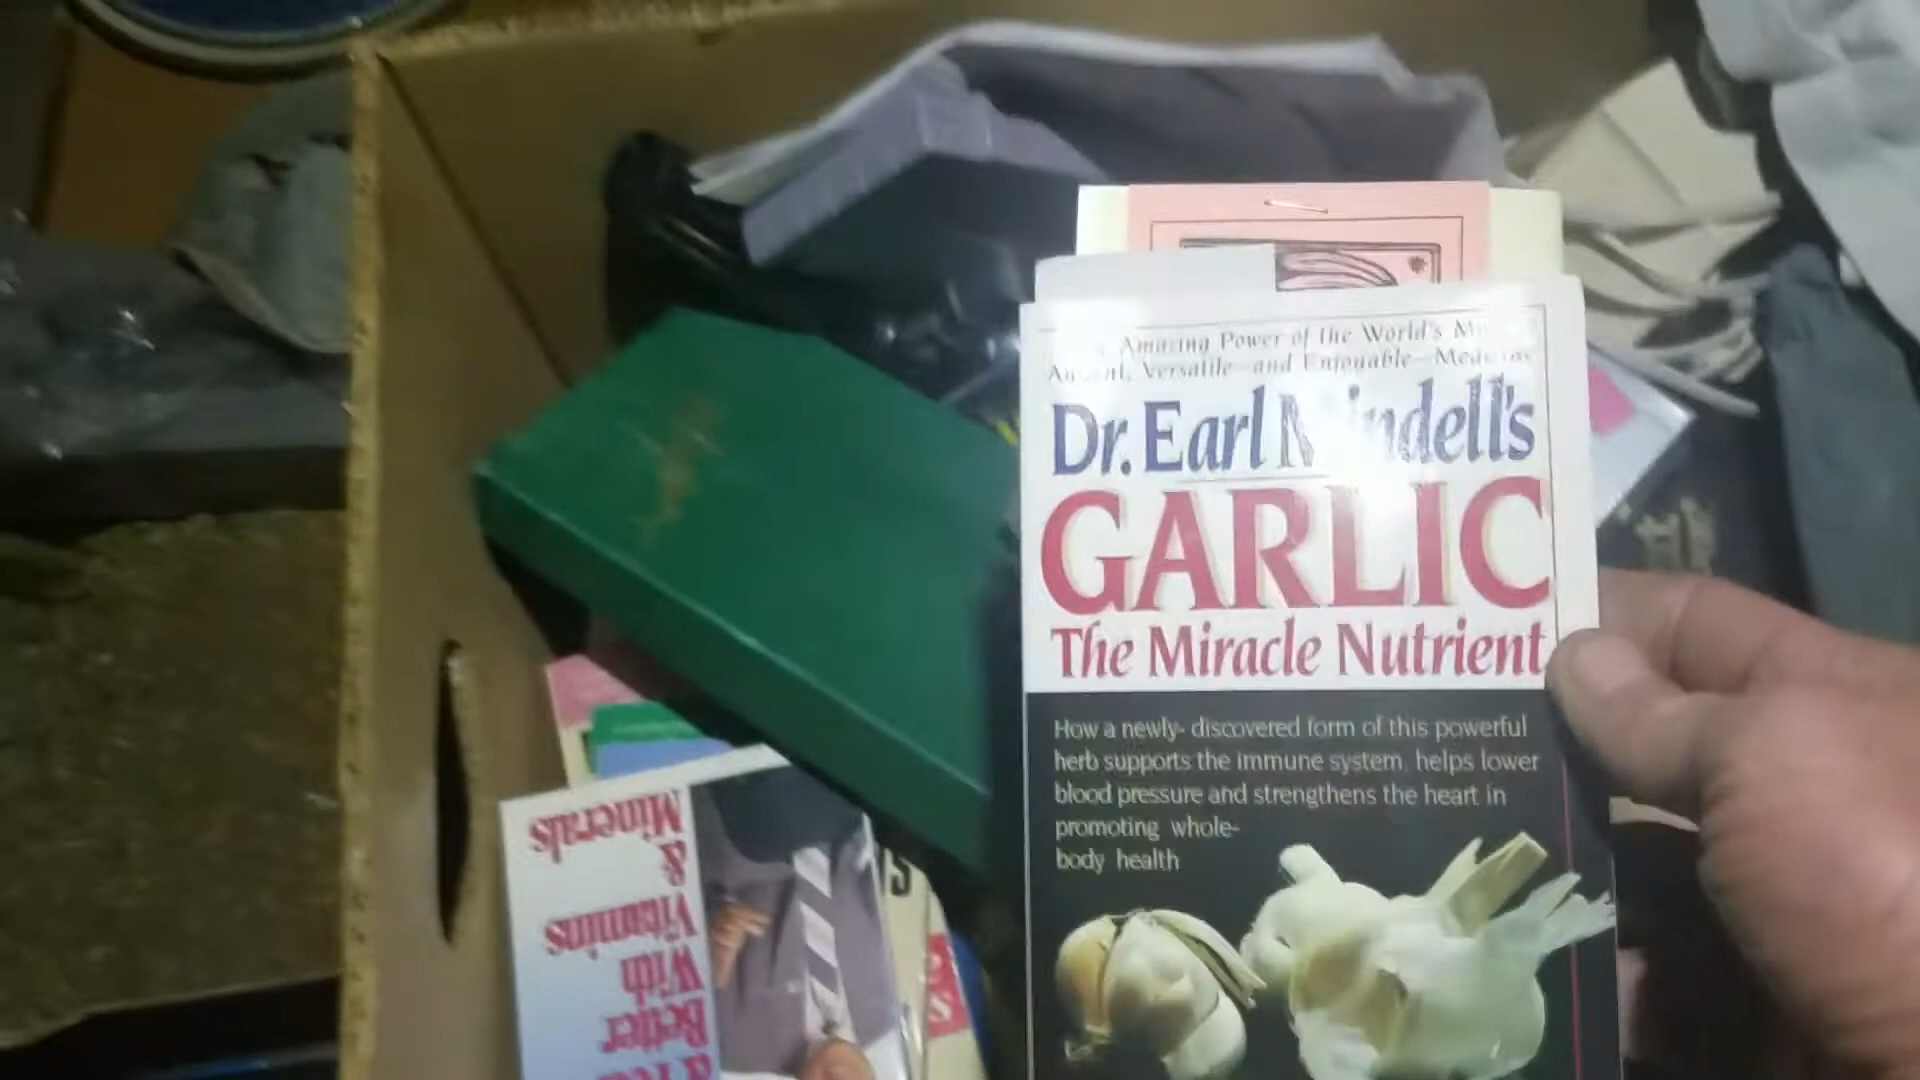 Amazing Power of the World's
Versatile—and Enjoyable—Medicine
Dr. Earl Mindell's
GARLIC
The Miracle Nutrient
How a newly- discovered form of this powerful
herb supports the immune system, helps lower
blood pressure and strengthens the heart in
promoting whole-
body health
Better
With
Vitamins
&
Minerals